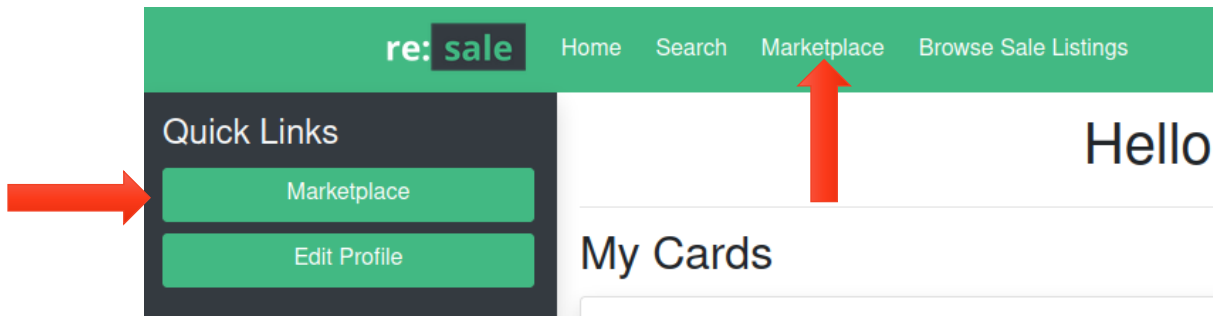 re: sale Home Search Marketplace Browse Sale Listings
Quick Links
Marketplace
Edit Profile
Hello
My Cards